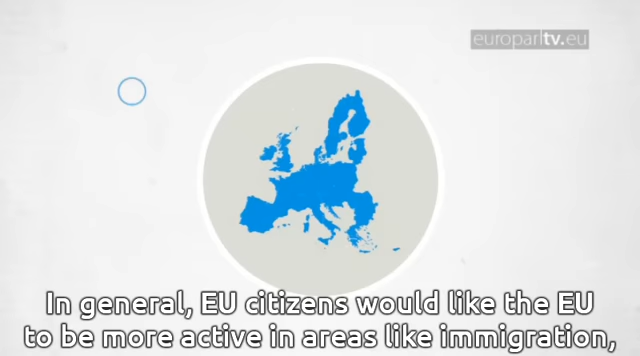 europarltv.eu
In general, EU citizens would like the EU
to be more active in areas like immigration,